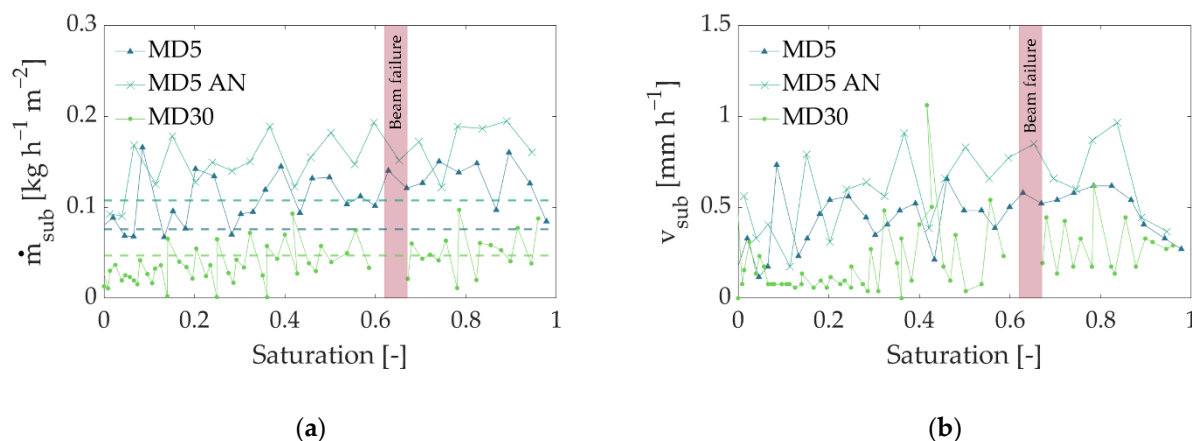 0.3
0.2
0.1
0
ṁsub [kg h−1 m−2]
MD5
MD5 AN
MD30
Beam failure
0 0.2 0.4 0.6 0.8 1
Saturation [-]
(a)
1.5
1
0.5
0
vsub [mm h−1]
MD5
MD5 AN
MD30
Beam failure
0 0.2 0.4 0.6 0.8 1
Saturation [-]
(b)